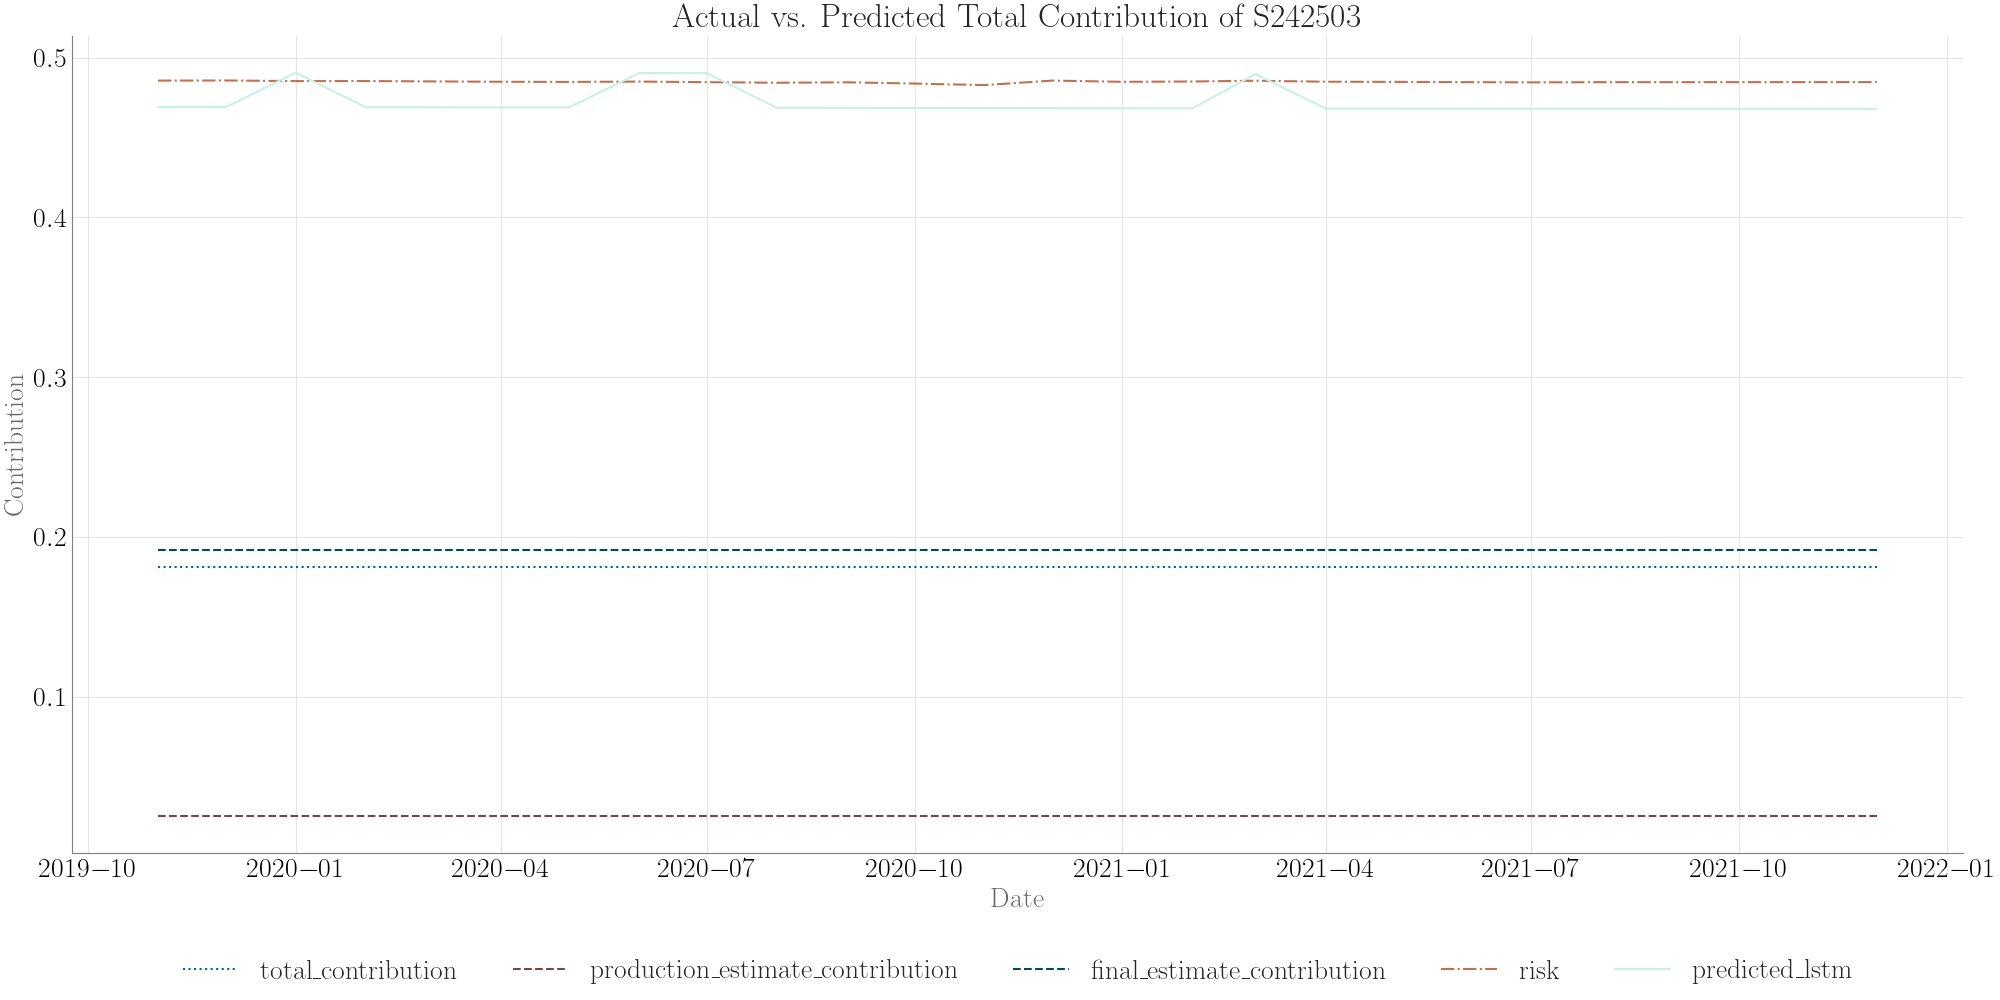 Actual vs. Predicted Total Contribution of S242503
Contribution
0.5
0.4
0.3
0.2
0.1
2019−10 2020−01 2020−04 2020−07 2020−10 2021−01 2021−04 2021−07 2021−10 2022−01
Date
total_contribution production_estimate_contribution final_estimate_contribution risk predicted_lstm